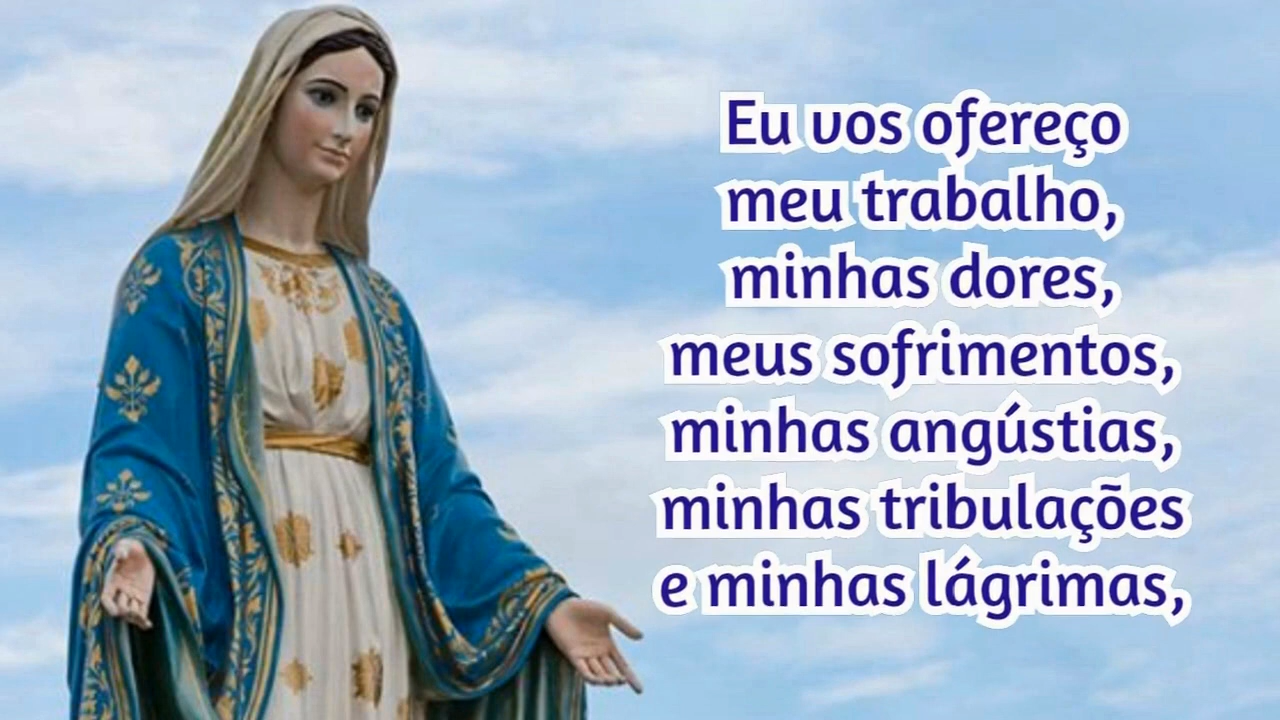 Eu vos ofereço
meu trabalho,
minhas dores,
meus sofrimentos,
minhas angústias,
minhas tribulações
e minhas lágrimas,